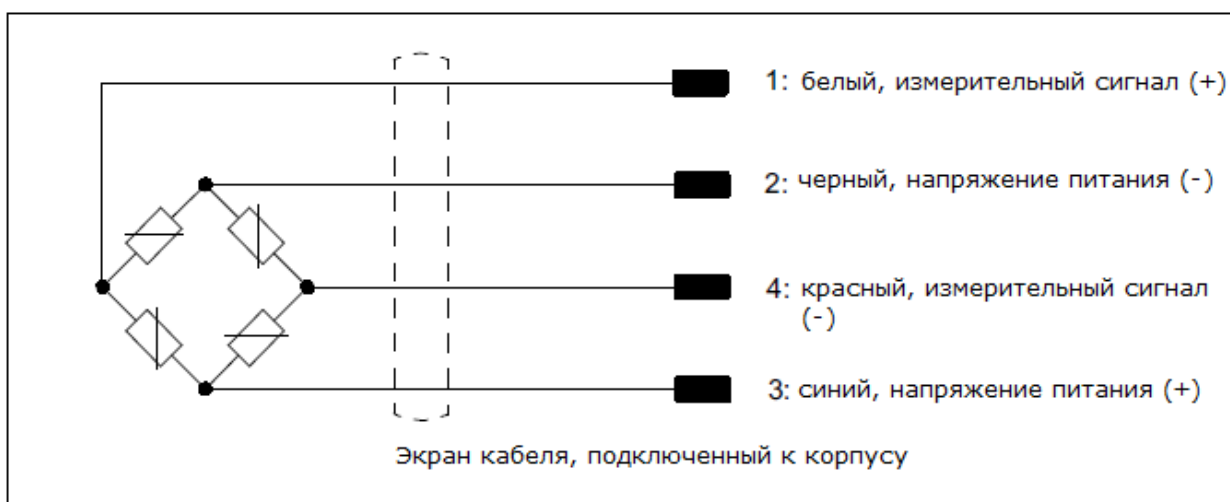 1: белый, измерительный сигнал (+)
2: черный, напряжение питания (-)
4: красный, измерительный сигнал
(-)
3: синий, напряжение питания (+)
Экран кабеля, подключенный к корпусу